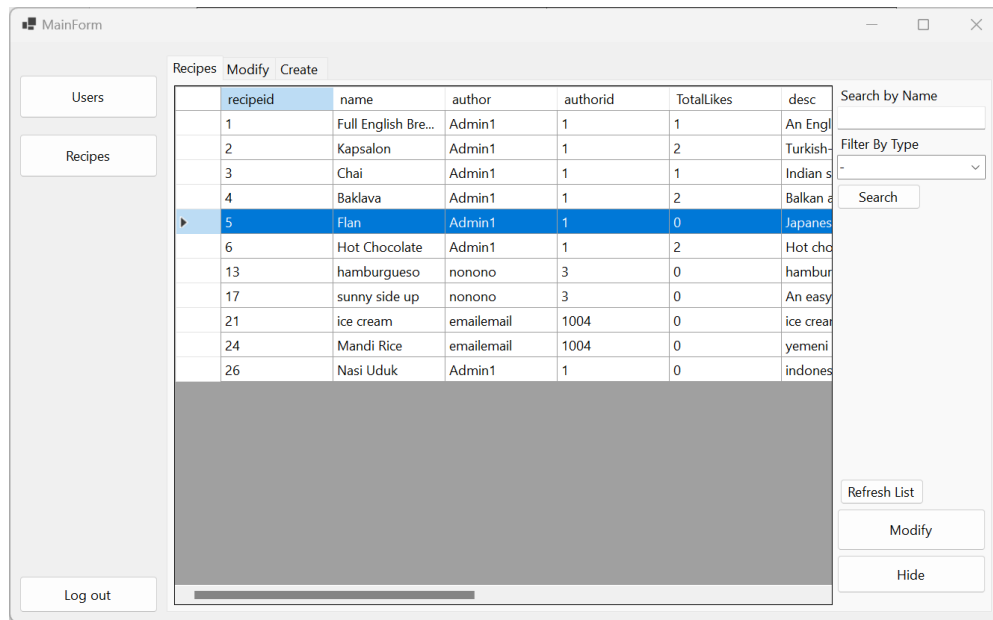 MainForm
Recipes Modify Create
Users
Recipes
Log out
recipeid name author authorid TotalLikes desc
1 Full English Bre... Admin1 1 1 An Engl
2 Kapsalon Admin1 1 2 Turkish-
3 Chai Admin1 1 1 Indian s
4 Baklava Admin1 1 2 Balkan a
5 Flan Admin1 1 0 Japanes
6 Hot Chocolate Admin1 1 2 Hot cho
13 hamburgueso nonono 3 0 hambur
17 sunny side up nonono 3 0 An easy
21 ice cream emailemail 1004 0 ice crear
24 Mandi Rice emailemail 1004 0 yemeni
26 Nasi Uduk Admin1 1 0 indones
Search by Name
Filter By Type
-
Search
Refresh List
Modify
Hide